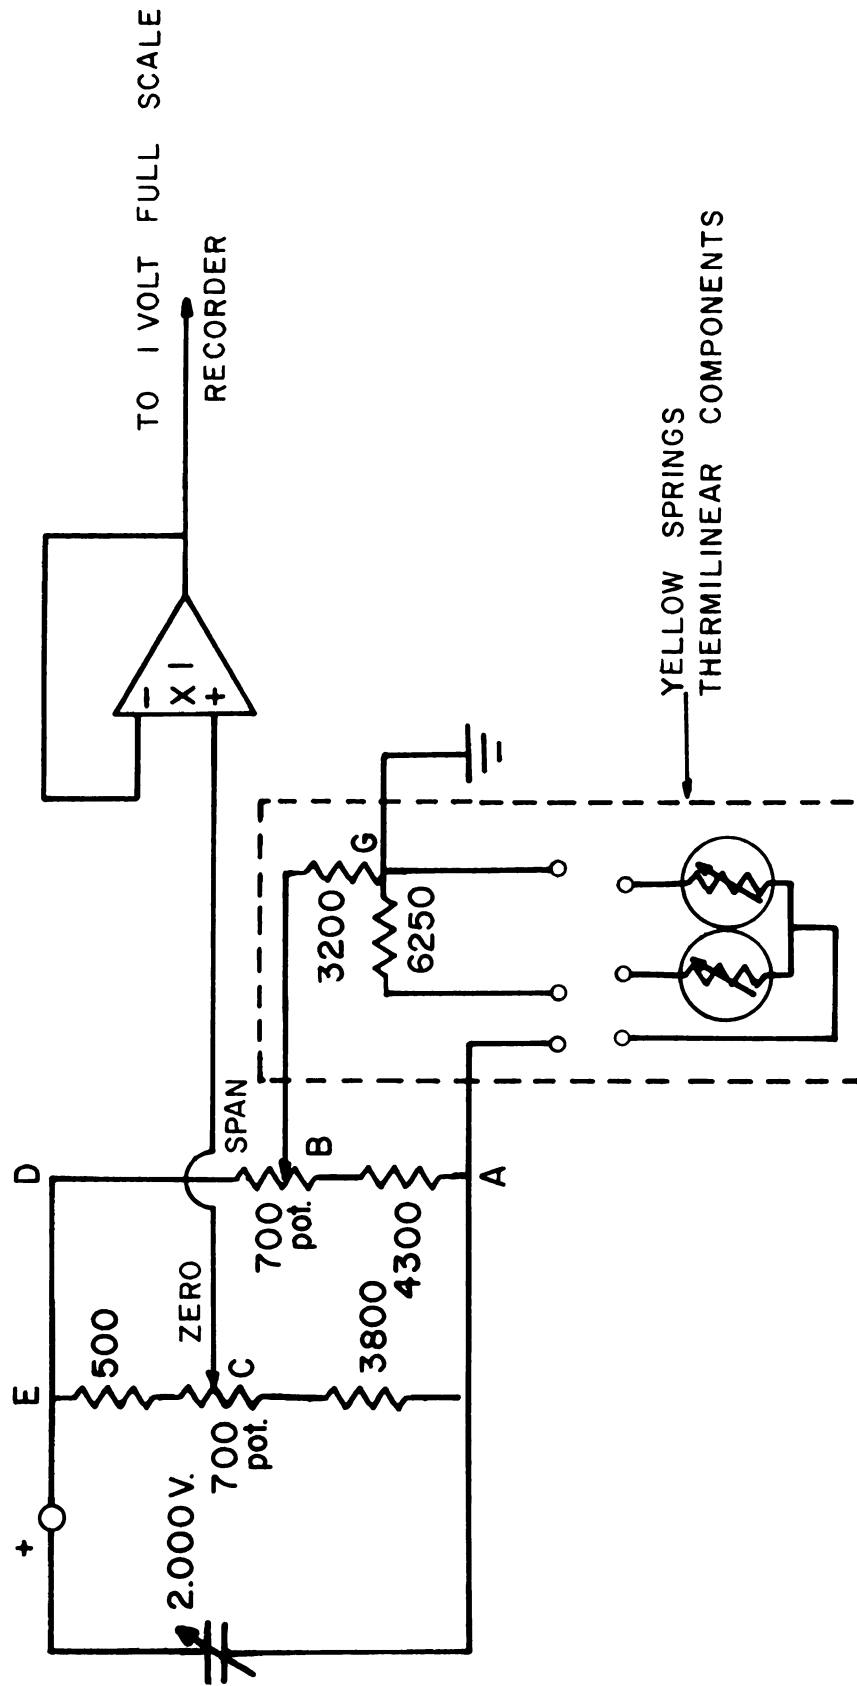 TO 1 VOLT FULL SCALE
RECORDER
-
X 1
+
+
E
D
500
ZERO
SPAN
2.000 V.
700
pot.
C
700
pot.
B
3200
G
3800
4300
6250
A
YELLOW SPRINGS
THERMILINEAR COMPONENTS